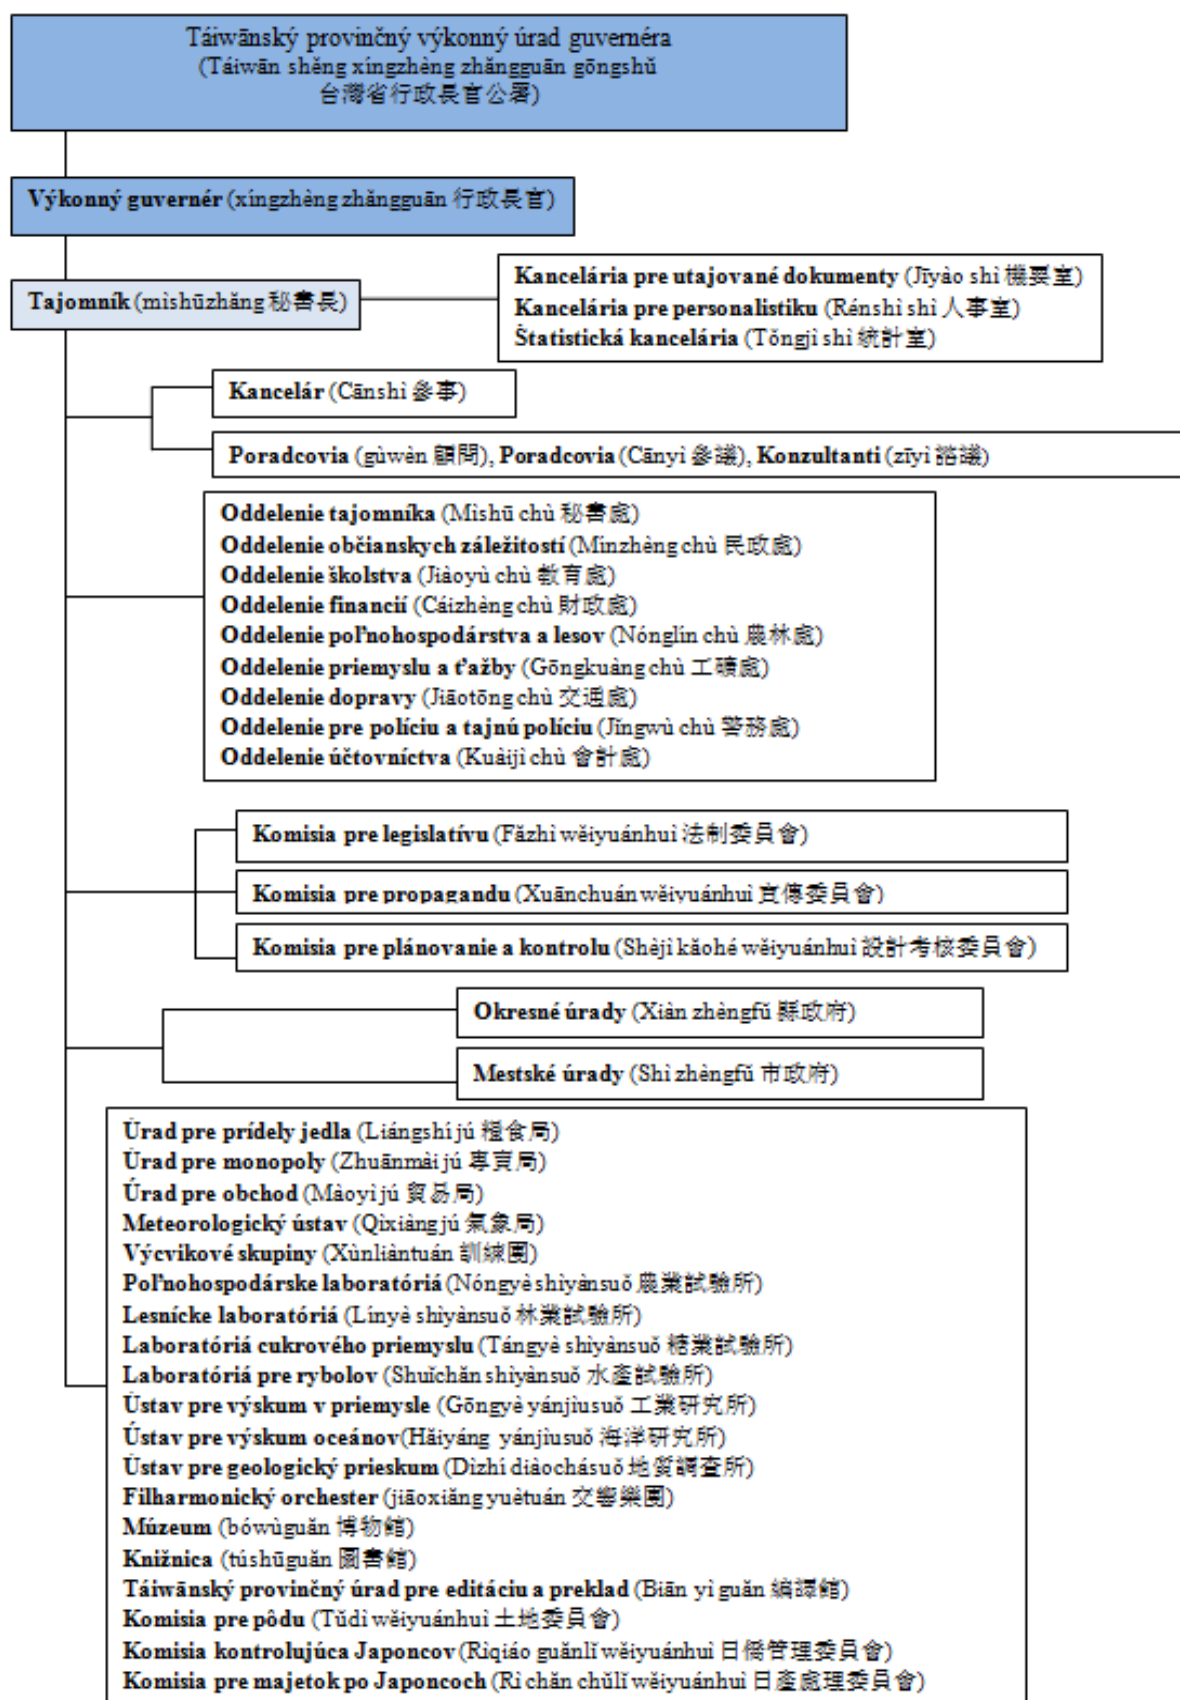 Táiwānský provinčný výkonný úrad guvernéra
(Táiwān shěng xíngzhèng zhǎngguān gōngshǔ
台灣省行政長官公署)
Výkonný guvernér (xíngzhèng zhǎngguān 行政長官)
Tajomník (mìshūzhǎng 秘書長)
Kancelária pre utajované dokumenty (Jīyào shì 機要室)
Kancelária pre personalistiku (Rénshì shì 人事室)
Štatistická kancelária (Tǒngjì shì 統計室)
Kancelár (Cānshì 參事)
Poradcovia (gùwèn 顧問), Poradcovia (Cānyì 參議), Konzultanti (zīyì 諮議)
Oddelenie tajomníka (Mìshū chù 秘書處)
Oddelenie občianskych záležitostí (Mínzhèng chù 民政處)
Oddelenie školstva (Jiàoyù chù 教育處)
Oddelenie financií (Cáizhèng chù 財政處)
Oddelenie poľnohospodárstva a lesov (Nónglín chù 農林處)
Oddelenie priemyslu a ťažby (Gōngkuàng chù 工礦處)
Oddelenie dopravy (Jiāotōng chù 交通處)
Oddelenie pre políciu a tajnú políciu (Jǐngwù chù 警務處)
Oddelenie účtovníctva (Kuàijì chù 會計處)
Komisia pre legislatívu (Fǎzhì wěiyuánhuì 法制委員會)
Komisia pre propagandu (Xuānchuán wěiyuánhuì 宣傳委員會)
Komisia pre plánovanie a kontrolu (Shèjì kǎohé wěiyuánhuì 設計考核委員會)
Okresné úrady (Xiàn zhèngfǔ 縣政府)
Mestské úrady (Shì zhèngfǔ 市政府)
Úrad pre prídely jedla (Liángshí jú 糧食局)
Úrad pre monopoly (Zhuānmài jú 專賣局)
Úrad pre obchod (Màoyì jú 貿易局)
Meteorologický ústav (Qìxiàng jú 氣象局)
Výcvikové skupiny (Xùnliàntuán 訓練團)
Poľnohospodárske laboratóriá (Nóngyè shìyànsuǒ 農業試驗所)
Lesnícke laboratóriá (Línyè shìyànsuǒ 林業試驗所)
Laboratóriá cukrového priemyslu (Tángyè shìyànsuǒ 糖業試驗所)
Laboratóriá pre rybolov (Shuǐchǎn shìyànsuǒ 水產試驗所)
Ústav pre výskum v priemysle (Gōngyè yánjiùsuǒ 工業研究所)
Ústav pre výskum oceánov(Hǎiyáng yánjiùsuǒ 海洋研究所)
Ústav pre geologický prieskum (Dìzhí diàochásuǒ 地質調查所)
Filharmonický orchester (jiāoxiǎng yuètuán 交響樂團)
Múzeum (bówùguǎn 博物館)
Knižnica (túshūguǎn 圖書館)
Táiwānský provinčný úrad pre editáciu a preklad (Biān yì guǎn 編譯館)
Komisia pre pôdu (Tǔdì wěiyuánhuì 土地委員會)
Komisia kontrolujúca Japoncov (Rìqiáo guǎnlǐ wěiyuánhuì 日僑管理委員會)
Komisia pre majetok po Japoncoch (Rì chǎn chǔlǐ wěiyuánhuì 日產處理委員會)